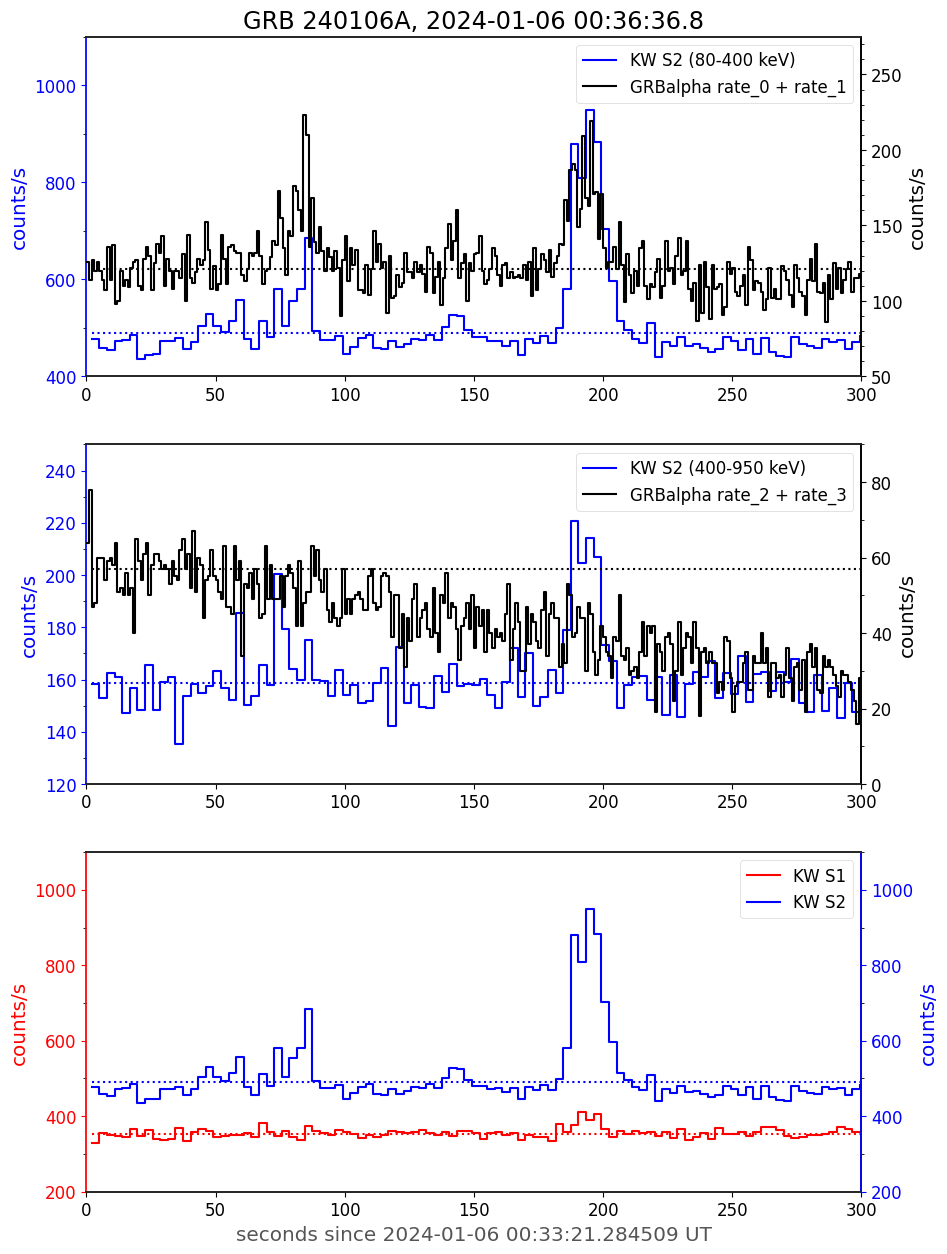 GRB 240106A, 2024-01-06 00:36:36.8
KW S2 (80-400 keV)
GRBalpha rate_0 + rate_1
counts/s
counts/s
1000
800
600
400
250
200
150
100
50
0 50 100 150 200 250 300
KW S2 (400-950 keV)
GRBalpha rate_2 + rate_3
counts/s
counts/s
240
220
200
180
160
140
120
80
60
40
20
0
0 50 100 150 200 250 300
KW S1
KW S2
counts/s
counts/s
1000
800
600
400
200
1000
800
600
400
200
0 50 100 150 200 250 300
seconds since 2024-01-06 00:33:21.284509 UT